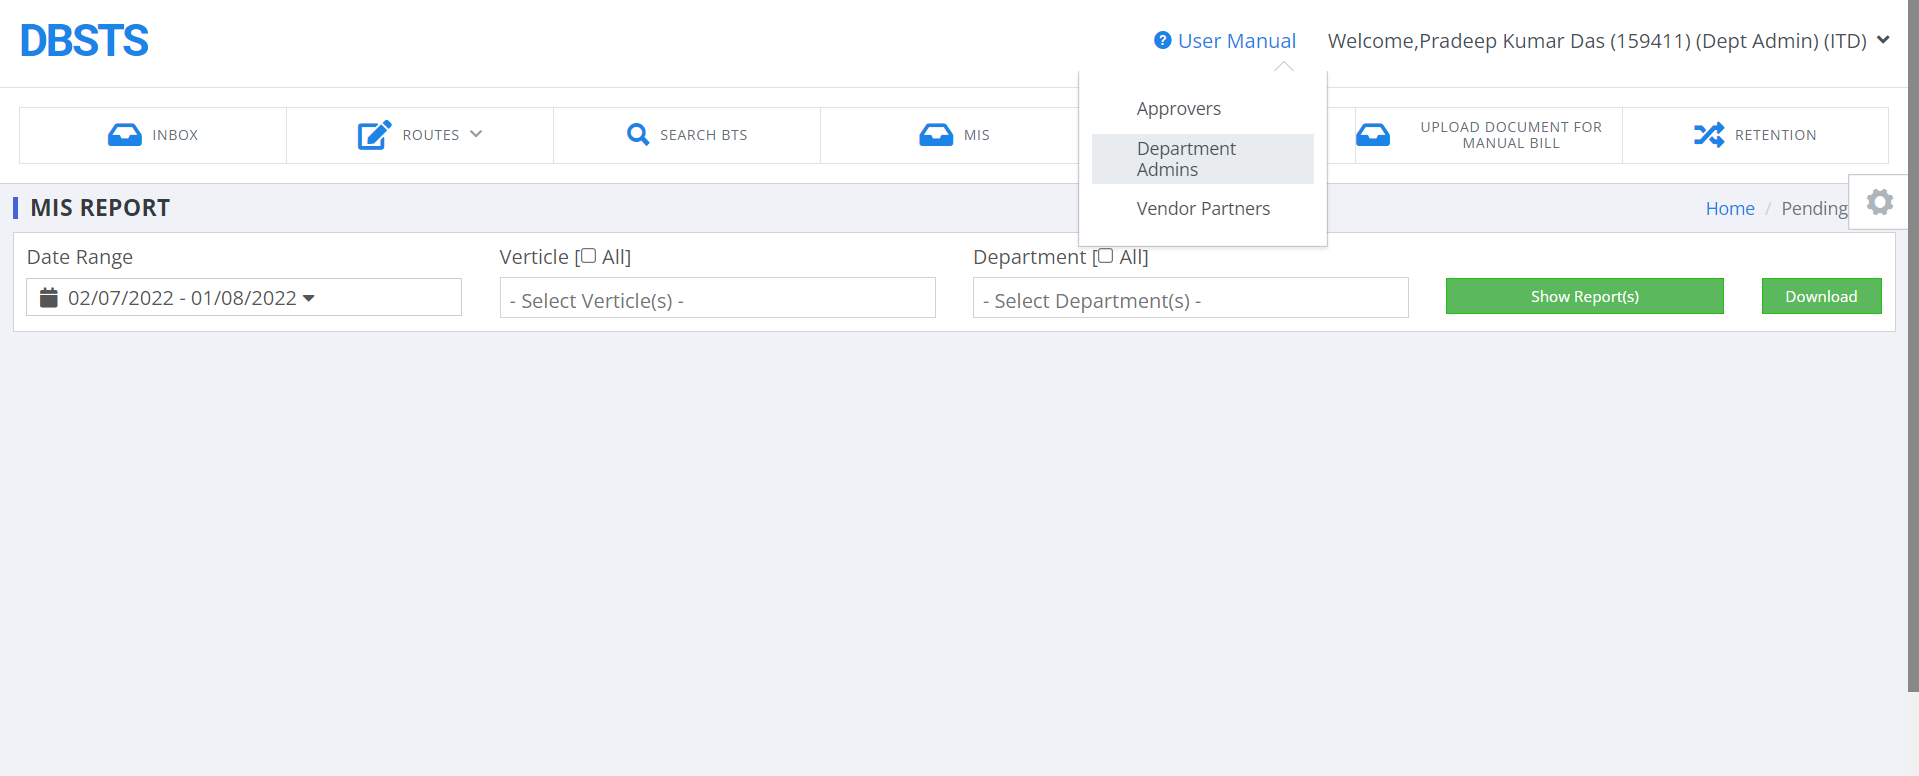 DBSTS
User Manual
Welcome,Pradeep Kumar Das (159411) (Dept Admin) (ITD)
Approvers
Department
Admins
Vendor Partners
INBOX
ROUTES
SEARCH BTS
MIS
UPLOAD DOCUMENT FOR
MANUAL BILL
RETENTION
MIS REPORT
Home / Pending
Date Range
Verticle [ All]
Department [ All]
02/07/2022 - 01/08/2022
- Select Verticle(s) -
- Select Department(s) -
Show Report(s)
Download